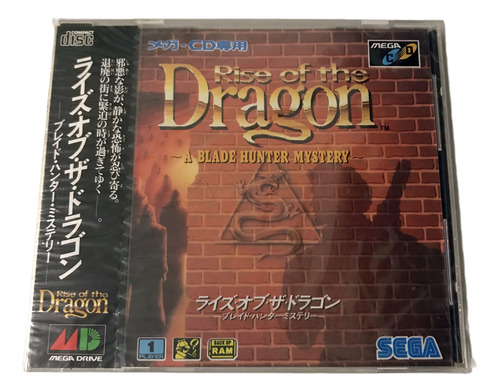 COMPACT
disc
邪悪な影が、静かな恐怖が忍び寄る。
退廃の街に緊迫の時が過ぎてゆく——。
ライズ・オブ・ザ・ドラゴン
—ブレイド・ハンター・ミステリー—
Rise of the
Dragon
MD
MEGA DRIVE
メガ-CD専用
MEGA
CD
Rise of the
Dragon™
~A BLADE HUNTER MYSTERY~
ライズ・オブ・ザ・ドラゴン
—ブレイド・ハンター・ミステリー—
1
PLAYER
BACK UP
RAM
SEGA